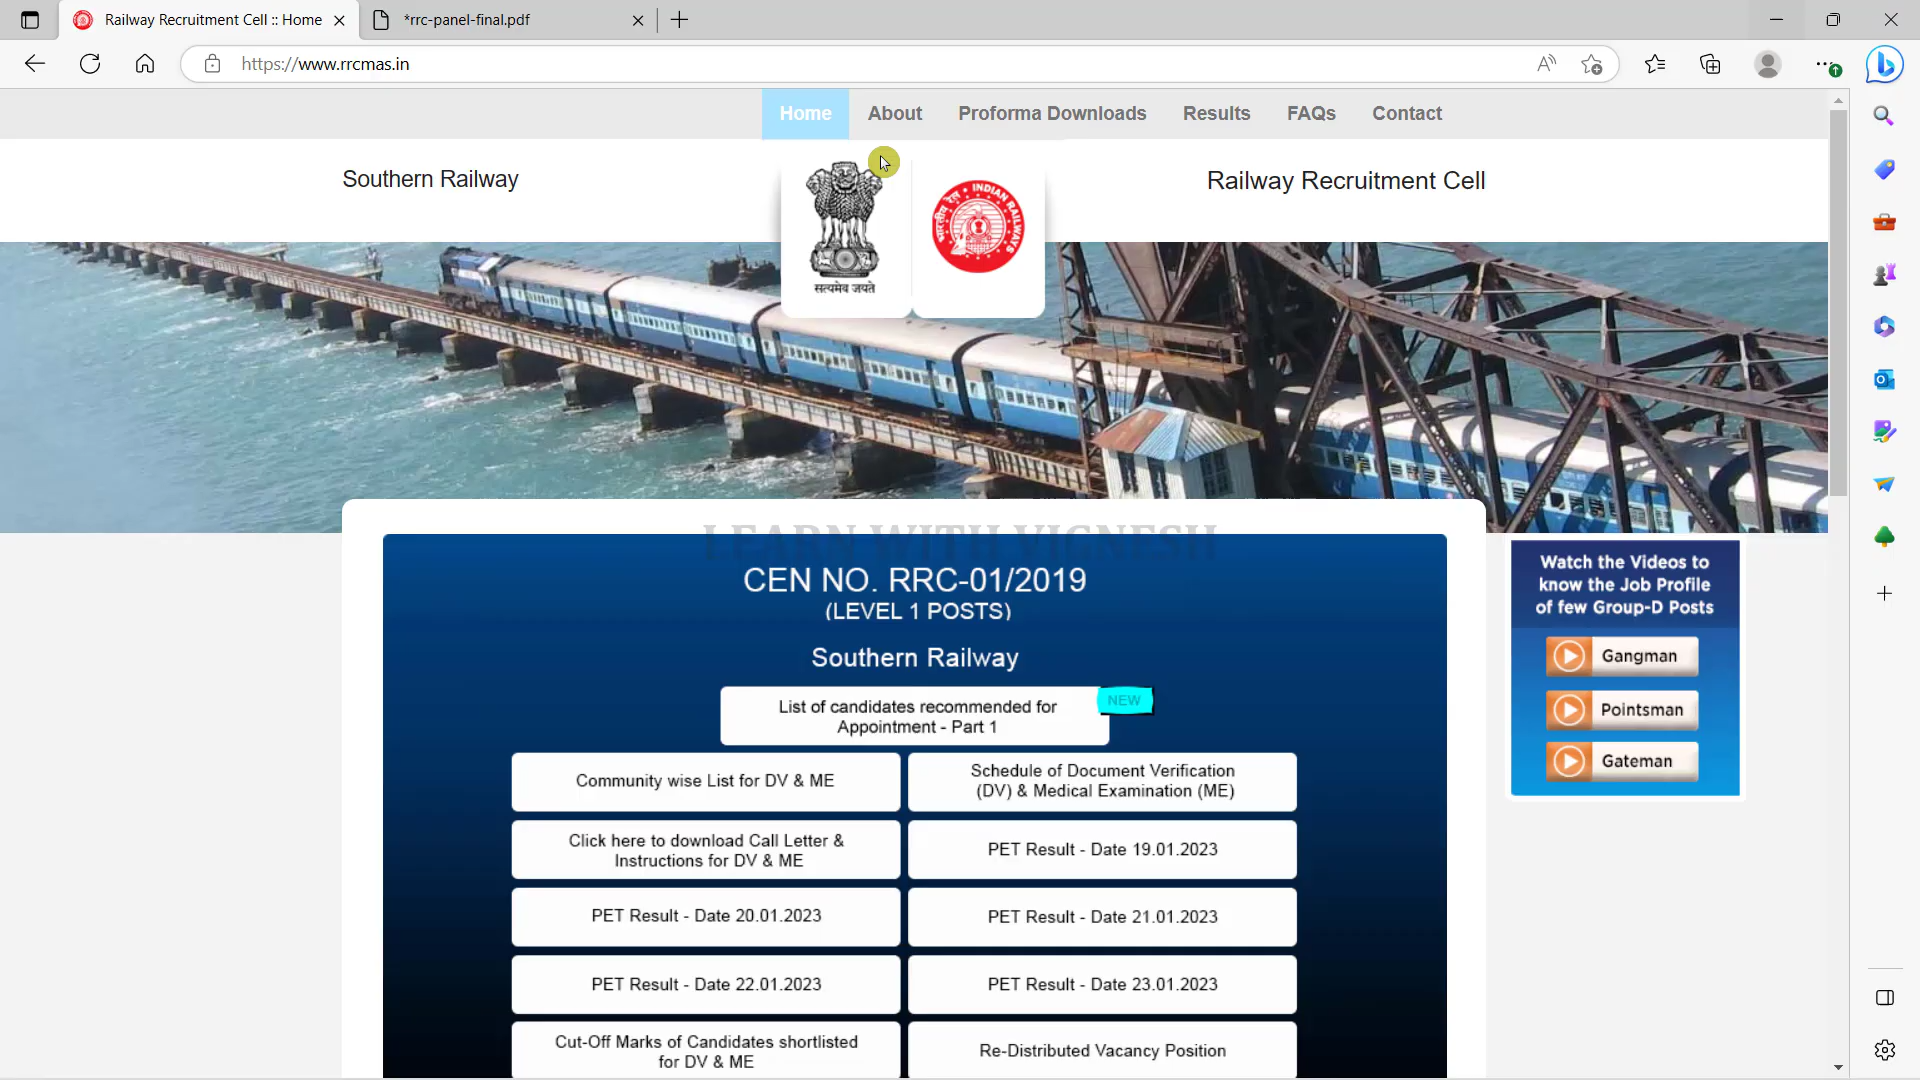 Railway Recruitment Cell :: Home
*rrc-panel-final.pdf
https://www.rrcmas.in
Home About Proforma Downloads Results FAQs Contact
Southern Railway
सत्यमेव जयते
INDIAN RAILWAYS
भारतीय रेल
Railway Recruitment Cell
LEARN WITH VIGNESH
CEN NO. RRC-01/2019
(LEVEL 1 POSTS)
Southern Railway
List of candidates recommended for
Appointment - Part 1
NEW
Community wise List for DV & ME
Schedule of Document Verification
(DV) & Medical Examination (ME)
Click here to download Call Letter &
Instructions for DV & ME
PET Result - Date 19.01.2023
PET Result - Date 20.01.2023
PET Result - Date 21.01.2023
PET Result - Date 22.01.2023
PET Result - Date 23.01.2023
Cut-Off Marks of Candidates shortlisted
for DV & ME
Re-Distributed Vacancy Position
Watch the Videos to
know the Job Profile
of few Group-D Posts
Gangman
Pointsman
Gateman